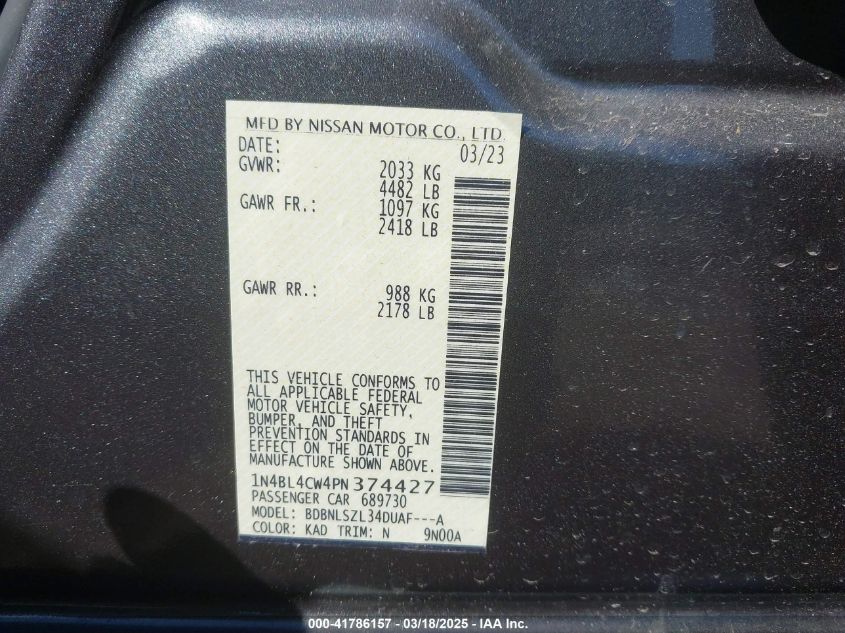 MFD BY NISSAN MOTOR CO., LTD.
DATE: 03/23
GVWR: 2033 KG
4482 LB
GAWR FR.: 1097 KG
2418 LB
GAWR RR.: 988 KG
2178 LB
THIS VEHICLE CONFORMS TO
ALL APPLICABLE FEDERAL
MOTOR VEHICLE SAFETY,
BUMPER, AND THEFT
PREVENTION STANDARDS IN
EFFECT ON THE DATE OF
MANUFACTURE SHOWN ABOVE.
1N4BL4CW4PN374427
PASSENGER CAR 689730
MODEL: BDBNLSZL34DUAF---A
COLOR: KAD TRIM: N 9N00A
000-41786157 - 03/18/2025 - IAA Inc.